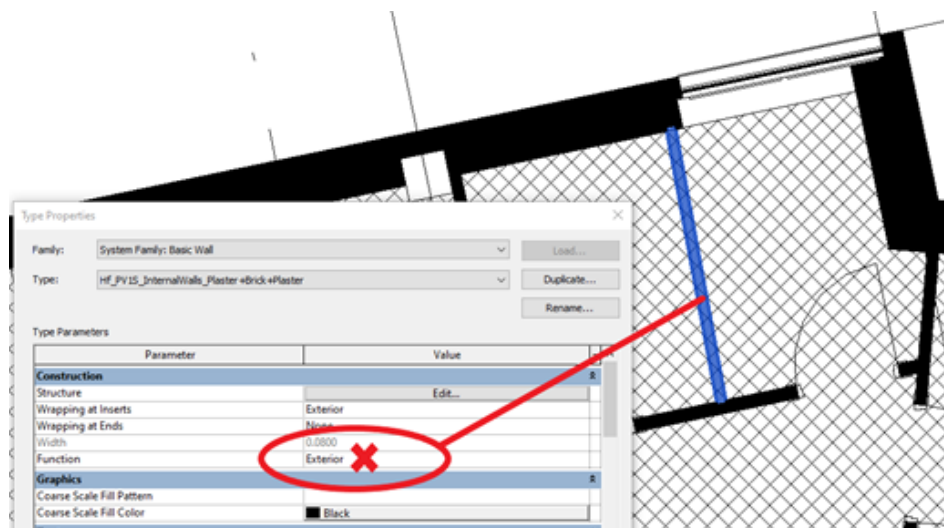 Type Properties
Family: System Family: Basic Wall Load...
Type: Hf_PV1S_InternalWalls_Plaster+Brick+Plaster Duplicate...
Rename...
Type Parameters
Parameter Value
Construction
Structure Edit...
Wrapping at Inserts Exterior
Wrapping at Ends None
Width 0.0800
Function Exterior
Graphics
Coarse Scale Fill Pattern
Coarse Scale Fill Color Black